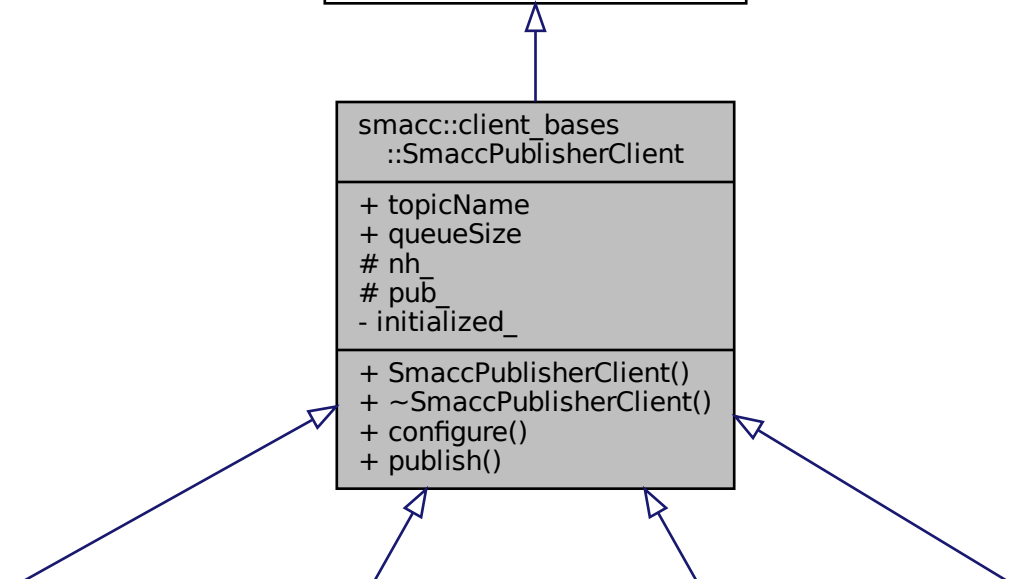 smacc::client_bases
::SmaccPublisherClient
+ topicName
+ queueSize
# nh_
# pub_
- initialized_
+ SmaccPublisherClient()
+ ~SmaccPublisherClient()
+ configure()
+ publish()